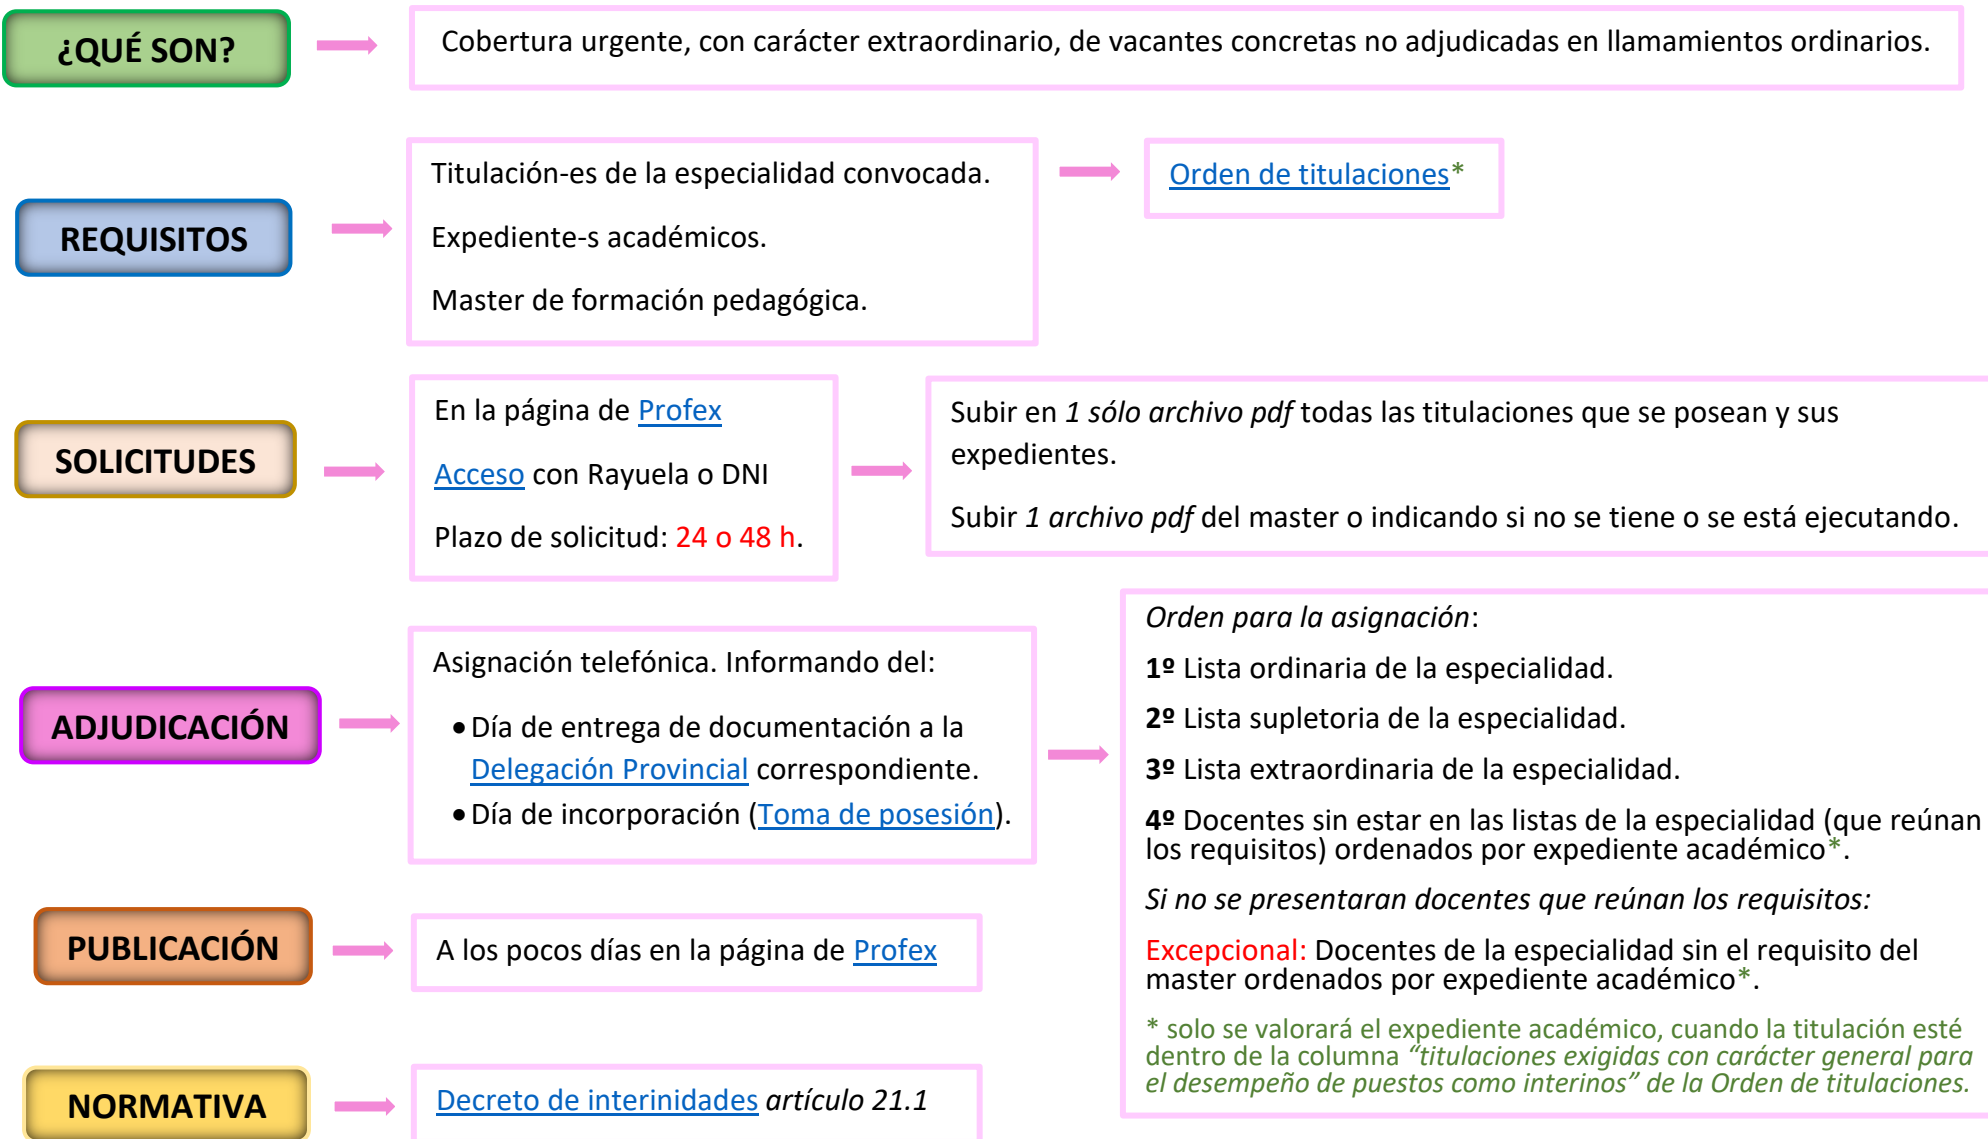 ¿QUÉ SON?
Cobertura urgente, con carácter extraordinario, de vacantes concretas no adjudicadas en llamamientos ordinarios.
REQUISITOS
Titulación-es de la especialidad convocada.
Expediente-s académicos.
Master de formación pedagógica.
Orden de titulaciones*
SOLICITUDES
En la página de Profex
Acceso con Rayuela o DNI
Plazo de solicitud: 24 o 48 h.
Subir en 1 sólo archivo pdf todas las titulaciones que se posean y sus
expedientes.
Subir 1 archivo pdf del master o indicando si no se tiene o se está ejecutando.
ADJUDICACIÓN
Asignación telefónica. Informando del:
• Día de entrega de documentación a la
Delegación Provincial correspondiente.
• Día de incorporación (Toma de posesión).
Orden para la asignación:
1º Lista ordinaria de la especialidad.
2º Lista supletoria de la especialidad.
3º Lista extraordinaria de la especialidad.
4º Docentes sin estar en las listas de la especialidad (que reúnan
los requisitos) ordenados por expediente académico*.
Si no se presentaran docentes que reúnan los requisitos:
Excepcional: Docentes de la especialidad sin el requisito del
master ordenados por expediente académico*.
* solo se valorará el expediente académico, cuando la titulación esté
dentro de la columna “titulaciones exigidas con carácter general para
el desempeño de puestos como interinos” de la Orden de titulaciones.
PUBLICACIÓN
A los pocos días en la página de Profex
NORMATIVA
Decreto de interinidades artículo 21.1